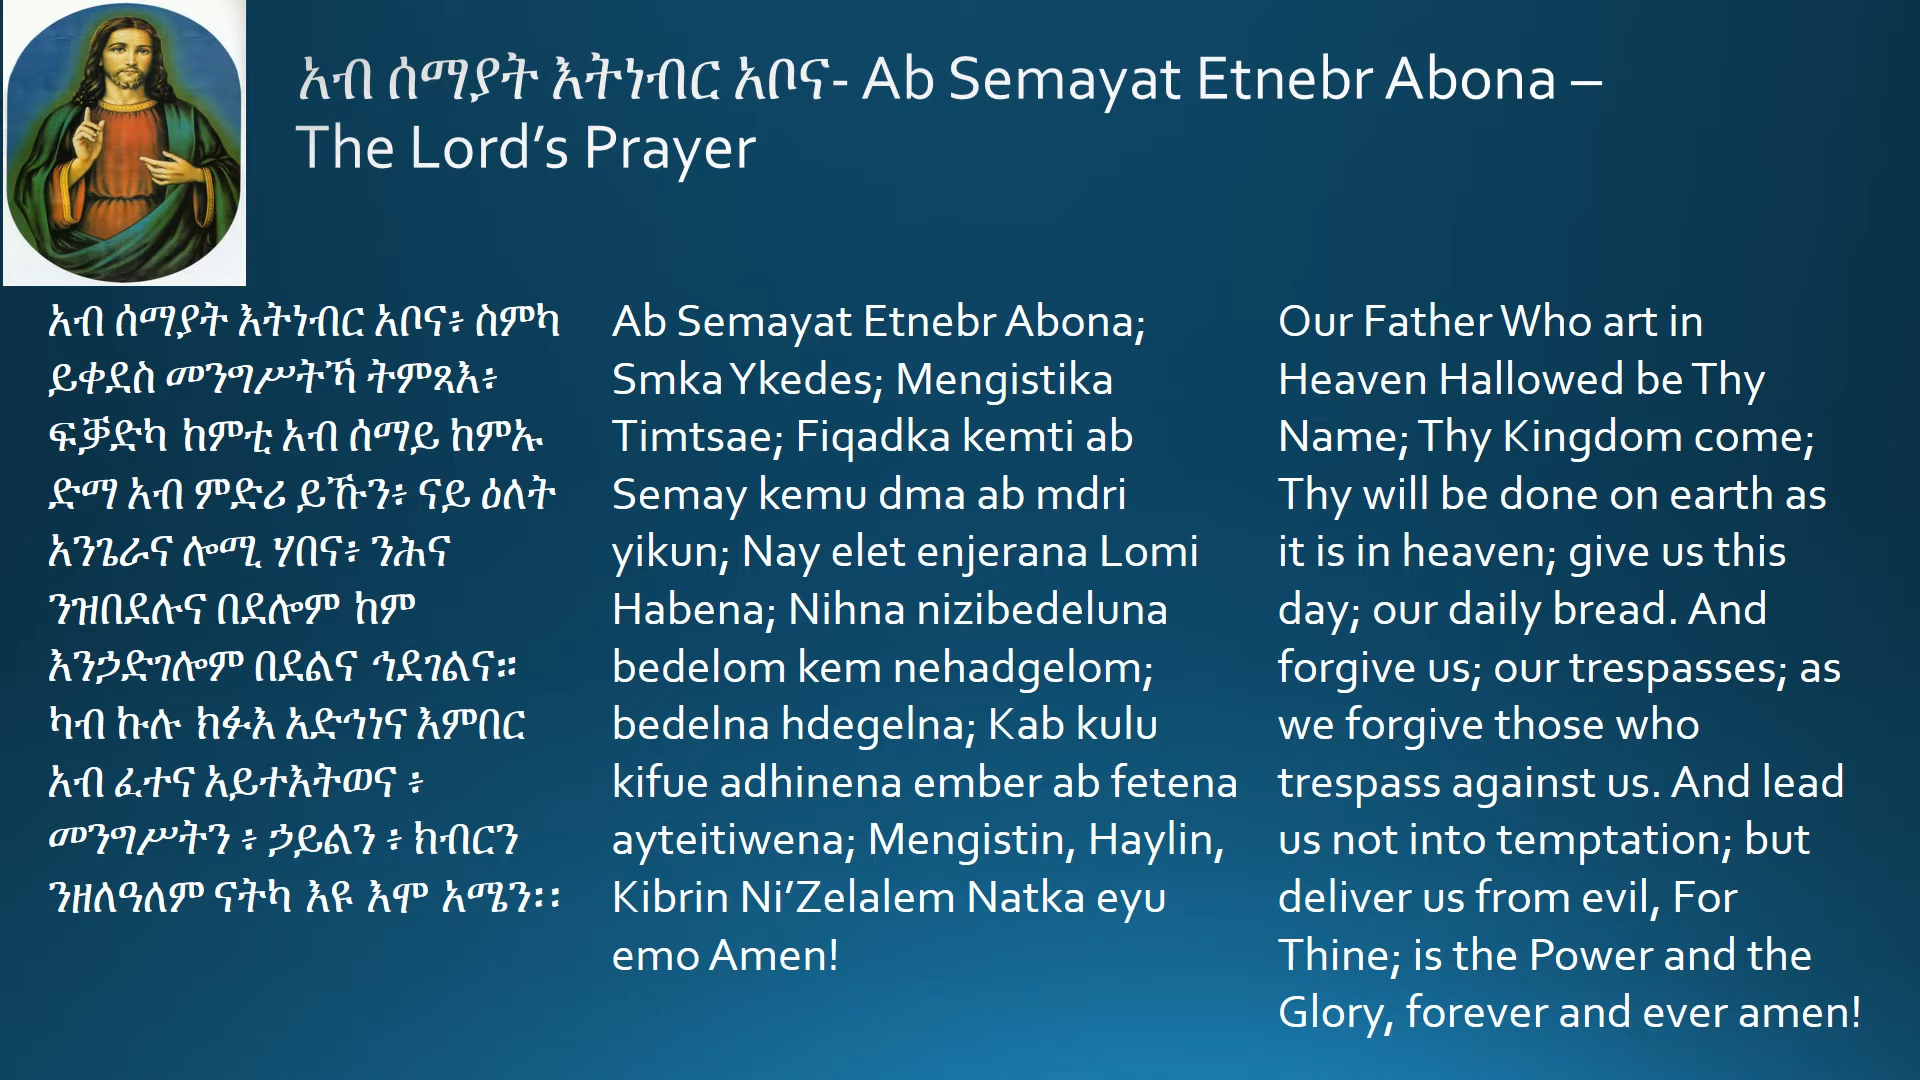 አብ ሰማያት እትነብር አቦና- Ab Semayat Etnebr Abona –
The Lord’s Prayer
አብ ሰማያት እትነብር አቦና፥ ስምካ
ይቀደስ መንግሥትኻ ትምጻእ፥
ፍቓድካ ከምቲ አብ ሰማይ ከምኡ
ድማ አብ ምድሪ ይኹን፥ ናይ ዕለት
አንጌራና ሎሚ ሃበና፥ ንሕና
ንዝበደሉና በደሎም ከም
እንኃድገሎም በደልና ኅደገልና።
ካብ ኩሉ ክፉእ አድኅነና እምበር
አብ ፈተና አይተእትወና ፥
መንግሥትን ፥ ኃይልን ፥ ክብርን
ንዘለዓለም ናትካ እዩ እሞ አሜን፡፡
Ab Semayat Etnebr Abona;
Smka Ykedes; Mengistika
Timtsae; Fiqadka kemti ab
Semay kemu dma ab mdri
yikun; Nay elet enjerana Lomi
Habena; Nihna nizibedeluna
bedelom kem nehadgelom;
bedelna hdegelna; Kab kulu
kifue adhinena ember ab fetena
ayteitiwena; Mengistin, Haylin,
Kibrin Ni’Zelalem Natka eyu
emo Amen!
Our Father Who art in
Heaven Hallowed be Thy
Name; Thy Kingdom come;
Thy will be done on earth as
it is in heaven; give us this
day; our daily bread. And
forgive us; our trespasses; as
we forgive those who
trespass against us. And lead
us not into temptation; but
deliver us from evil, For
Thine; is the Power and the
Glory, forever and ever amen!